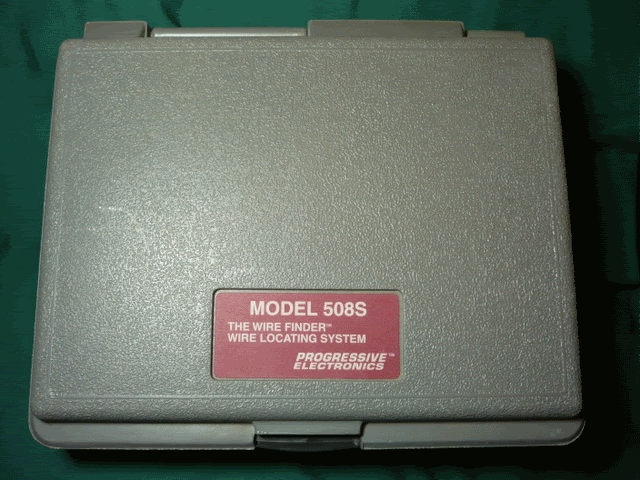 MODEL 508S
THE WIRE FINDER™
WIRE LOCATING SYSTEM
PROGRESSIVE™
ELECTRONICS